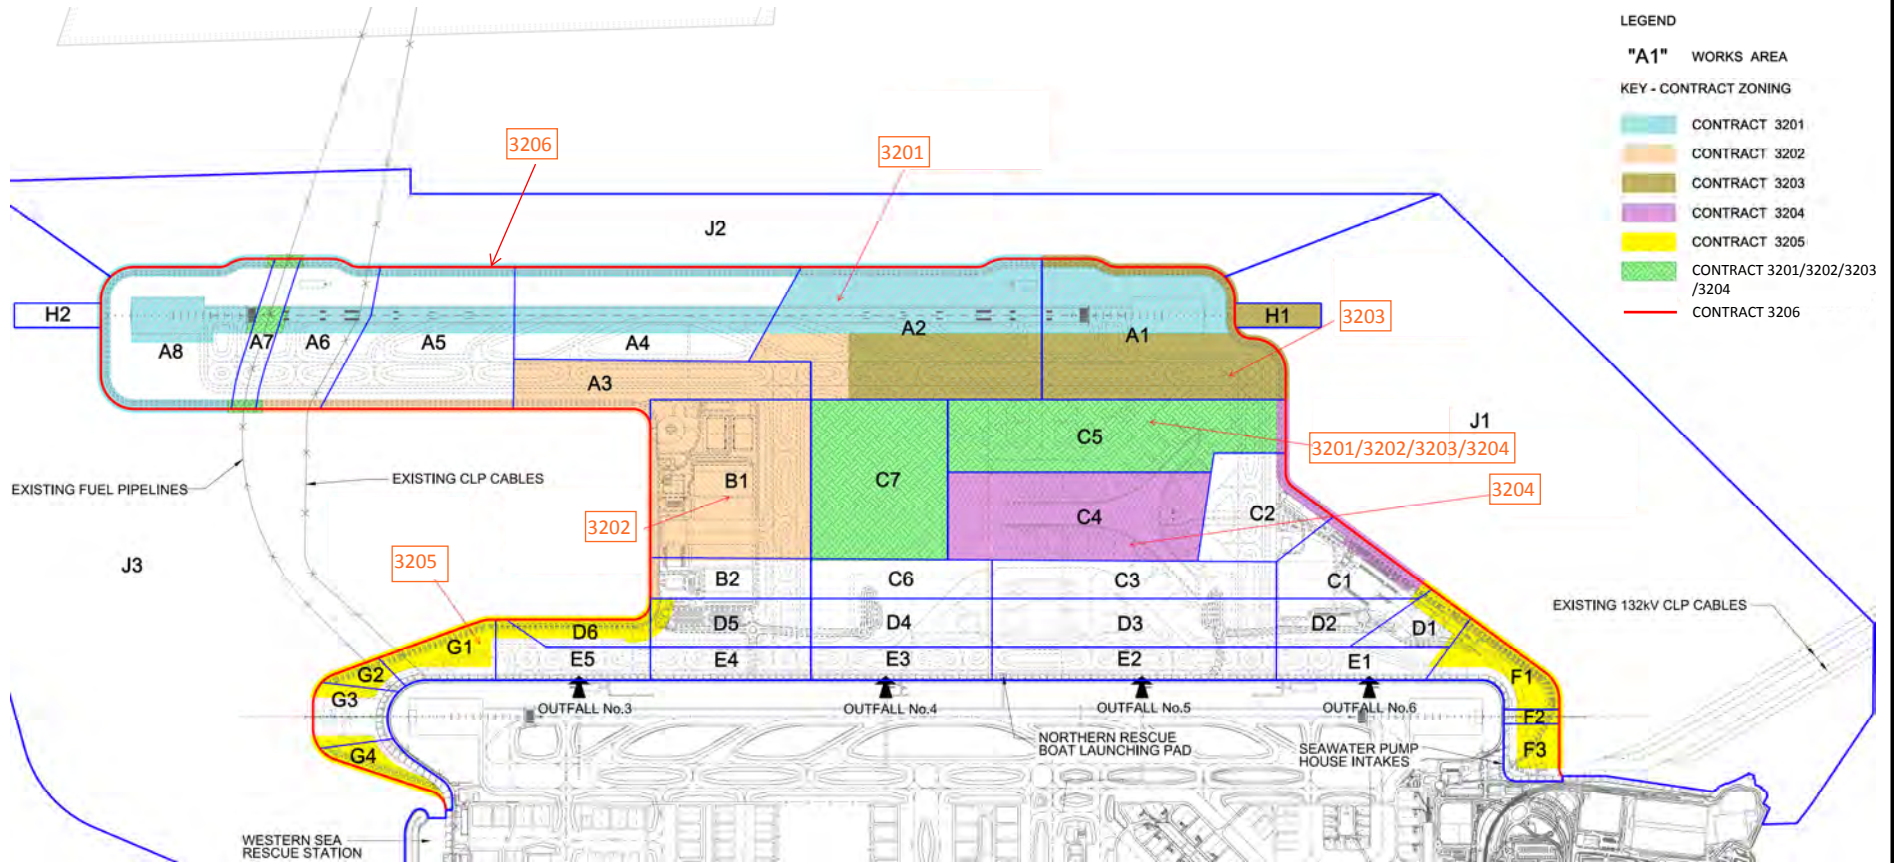 LEGEND
"A1" WORKS AREA
KEY - CONTRACT ZONING
CONTRACT 3201
CONTRACT 3202
CONTRACT 3203
CONTRACT 3204
CONTRACT 3205
CONTRACT 3201/3202/3203
/3204
CONTRACT 3206
3206
3201
J2
H2
A8
A7
A6
A5
A4
A2
A1
H1
3203
A3
J1
C5
3201/3202/3203/3204
EXISTING FUEL PIPELINES
EXISTING CLP CABLES
B1
C7
3204
C4
C2
3202
J3
3205
B2
C6
C3
C1
EXISTING 132kV CLP CABLES
D6
D5
D4
D3
D2
D1
G1
G2
G3
G4
E5
E4
E3
E2
E1
F1
F2
F3
OUTFALL No.3
OUTFALL No.4
OUTFALL No.5
OUTFALL No.6
NORTHERN RESCUE
BOAT LAUNCHING PAD
SEAWATER PUMP
HOUSE INTAKES
WESTERN SEA
RESCUE STATION